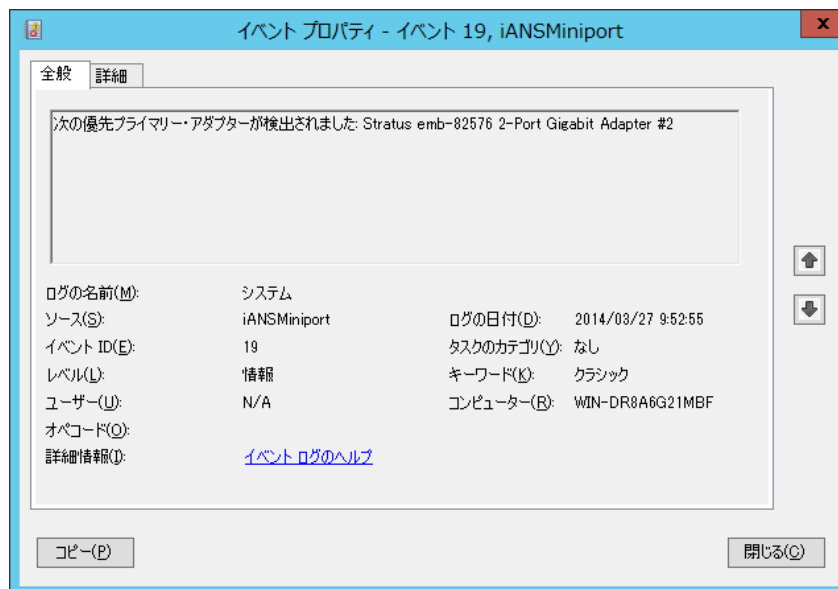 イベント プロパティ - イベント 19, iANSMiniport
x
全般 詳細
次の優先プライマリー・アダプターが検出されました: Stratus emb-82576 2-Port Gigabit Adapter #2
ログの名前(M): システム
ソース(S): iANSMiniport ログの日付(D): 2014/03/27 9:52:55
イベント ID(E): 19 タスクのカテゴリ(Y): なし
レベル(L): 情報 キーワード(K): クラシック
ユーザー(U): N/A コンピューター(R): WIN-DR8A6G21MBF
オペコード(O):
詳細情報(I): イベント ログのヘルプ
コピー(P) 閉じる(C)